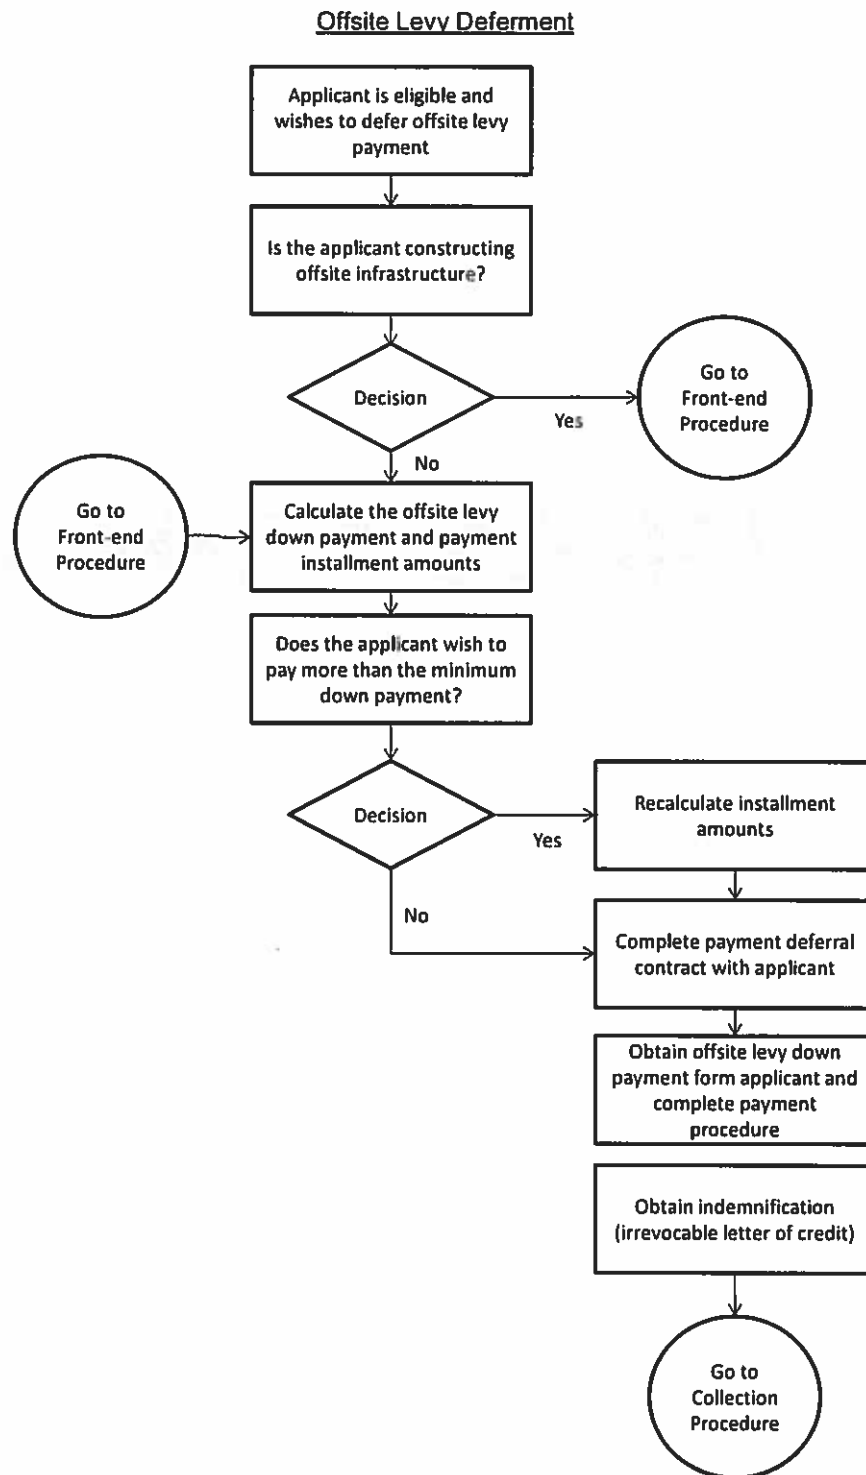 Offsite Levy Deferment
Applicant is eligible and
wishes to defer offsite levy
payment
Is the applicant constructing
offsite infrastructure?
Decision
Yes
Go to
Front-end
Procedure
No
Go to
Front-end
Procedure
Calculate the offsite levy
down payment and payment
installment amounts
Does the applicant wish to
pay more than the minimum
down payment?
Decision
Yes
Recalculate installment
amounts
No
Complete payment deferral
contract with applicant
Obtain offsite levy down
payment form applicant and
complete payment
procedure
Obtain indemnification
(irrevocable letter of credit)
Go to
Collection
Procedure